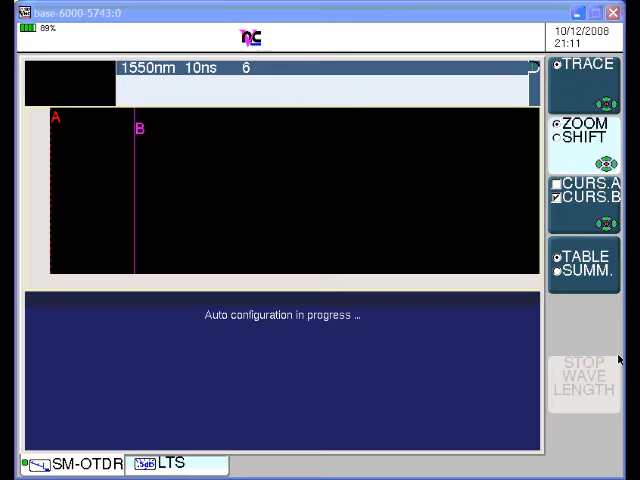 base-6000-5743:0
89%
10/12/2008
21:11
1550nm 10ns 6
TRACE
A
B
ZOOM
SHIFT
CURS.A
CURS.B
TABLE
SUMM.
Auto configuration in progress ...
STOP
WAVE
LENGTH
SM-OTDR
LTS